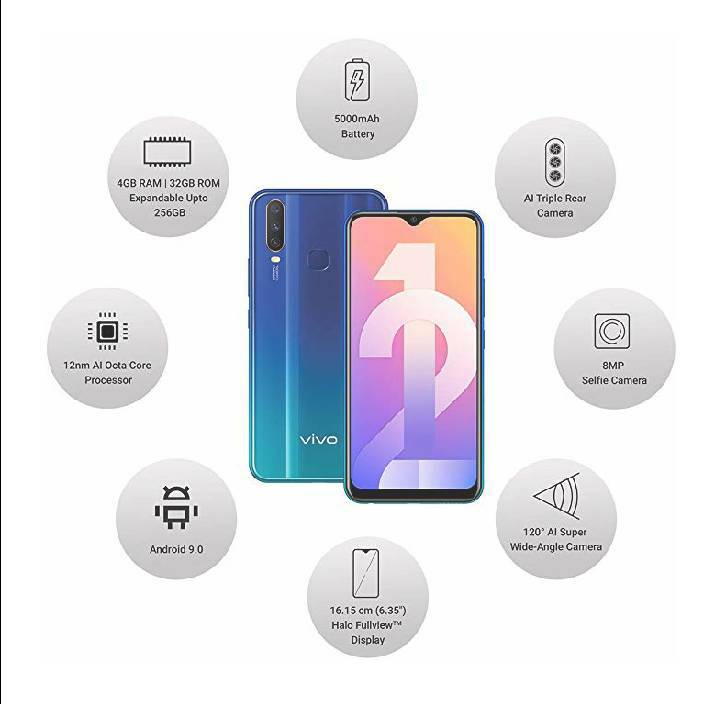 5000mAh
Battery
4GB RAM | 32GB ROM
Expandable Upto
256GB
AI Triple Rear
Camera
12nm AI Octa Core
Processor
8MP
Selfie Camera
vivo
12
Android 9.0
120° AI Super
Wide-Angle Camera
16.15 cm (6.35")
Halo Fullview™
Display